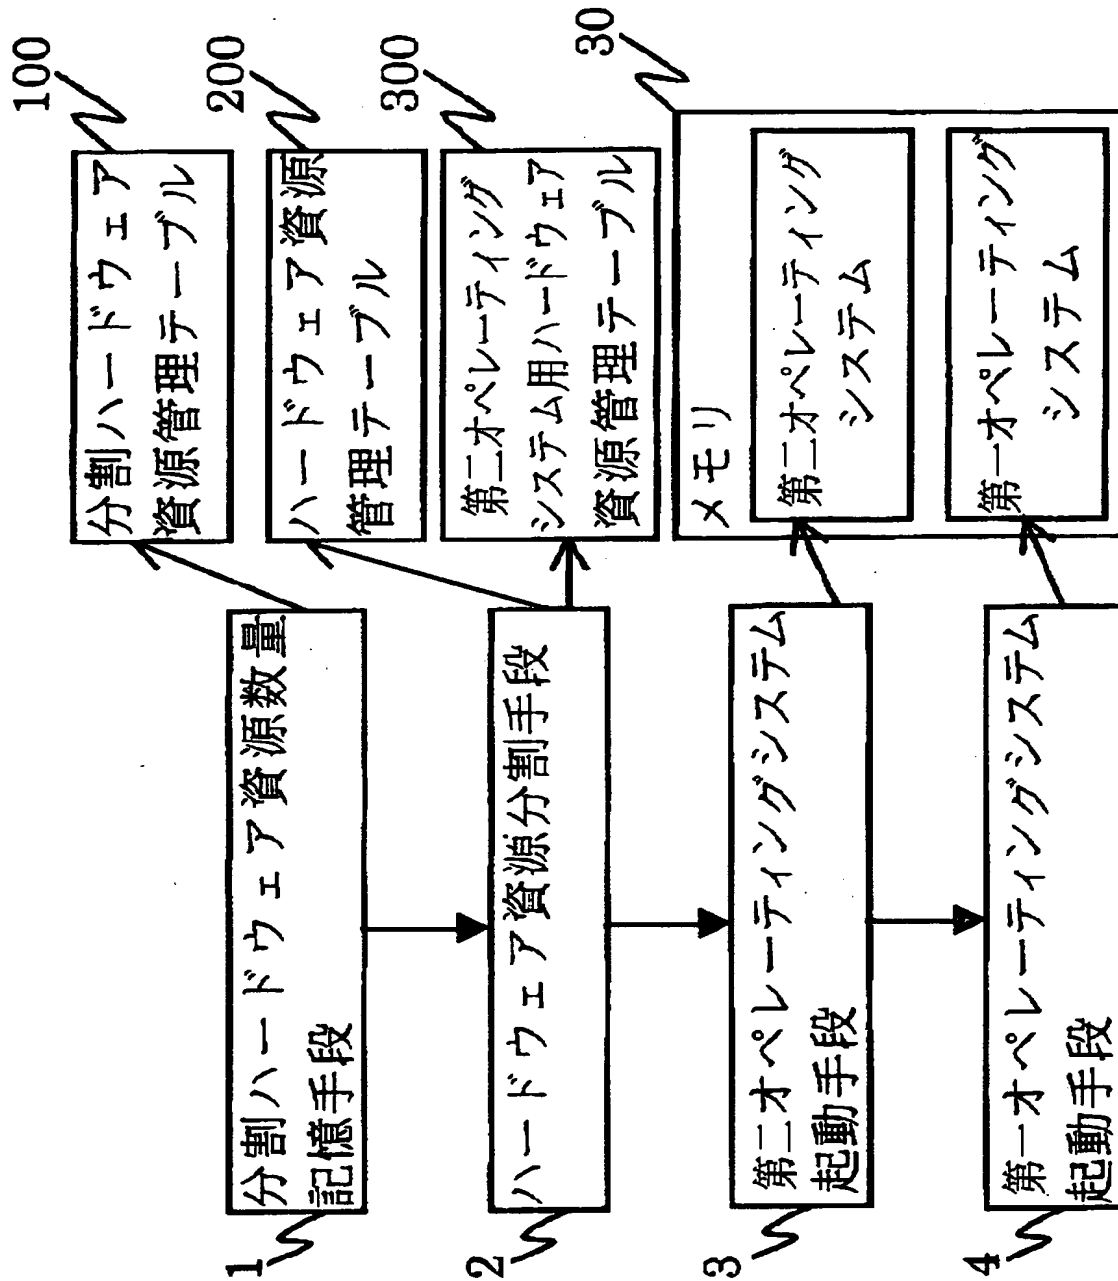 1
分割ハードウェア資源数量
記憶手段
2
ハードウェア資源分割手段
3
第二オペレーティングシステム
起動手段
4
第一オペレーティングシステム
起動手段
100
分割ハードウェア
資源管理テーブル
200
ハードウェア資源
管理テーブル
300
第二オペレーティング
システム用ハードウェア
資源管理テーブル
30
メモリ
第二オペレーティング
システム
第一オペレーティング
システム